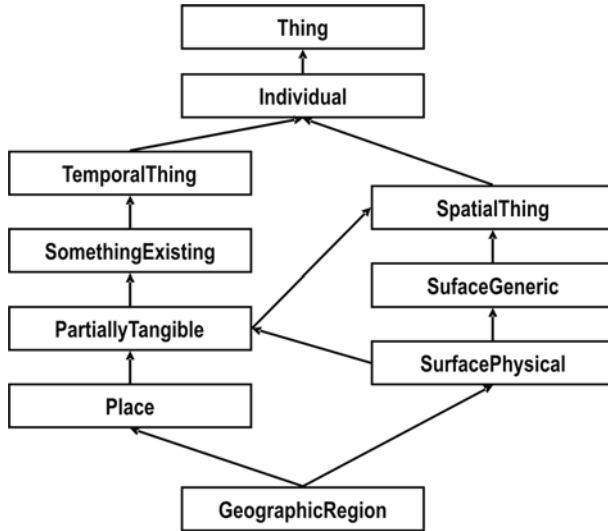 Thing
Individual
TemporalThing
SpatialThing
SomethingExisting
SufaceGeneric
PartiallyTangible
SurfacePhysical
Place
GeographicRegion